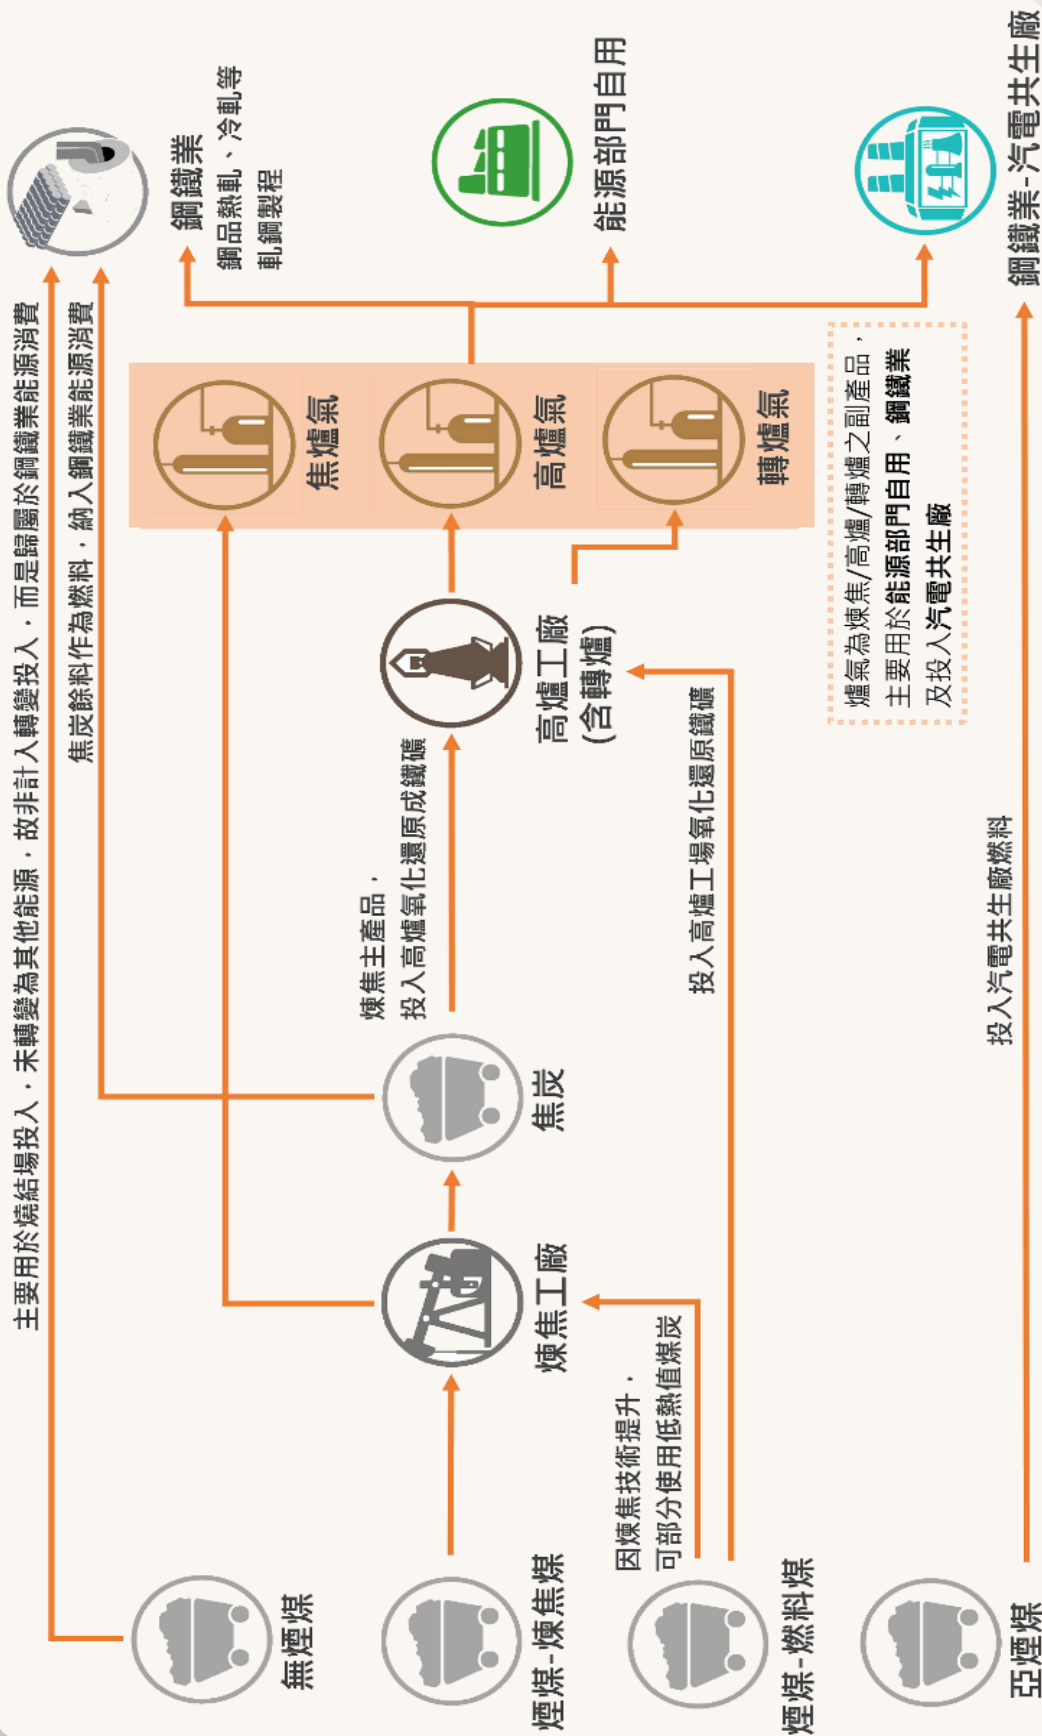 主要用於燒結場投入，未轉變為其他能源，故非計入轉變投入，而是歸屬於鋼鐵業能源消費
焦炭餘料作為燃料，納入鋼鐵業能源消費
無煙煤
鋼鐵業
鋼品熱軋、冷軋等
軋鋼製程
焦爐氣
煉焦主產品，
投入高爐氧化還原成鐵礦
煙煤-煉焦煤
煉焦工廠
焦炭
高爐工廠
(含轉爐)
高爐氣
能源部門自用
因煉焦技術提升，
可部分使用低熱值煤炭
投入高爐工場氧化還原鐵礦
煙煤-燃料煤
轉爐氣
爐氣為煉焦/高爐/轉爐之副產品，
主要用於能源部門自用、鋼鐵業
及投入汽電共生廠
投入汽電共生廠燃料
亞煙煤
鋼鐵業-汽電共生廠